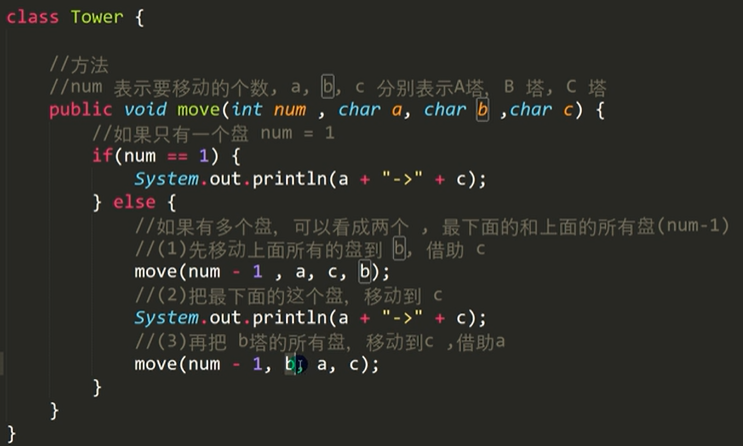 class Tower {
//方法
//num 表示要移动的个数, a, b, c 分别表示A塔, B 塔, C 塔
public void move(int num , char a, char b ,char c) {
//如果只有一个盘 num = 1
if(num == 1) {
System.out.println(a + "->" + c);
} else {
//如果有多个盘, 可以看成两个 , 最下面的和上面的所有盘(num-1)
//(1)先移动上面所有的盘到 b, 借助 c
move(num - 1 , a, c, b);
//(2)把最下面的这个盘, 移动到 c
System.out.println(a + "->" + c);
//(3)再把 b塔的所有盘, 移动到c ,借助a
move(num - 1, b, a, c);
}
}
}